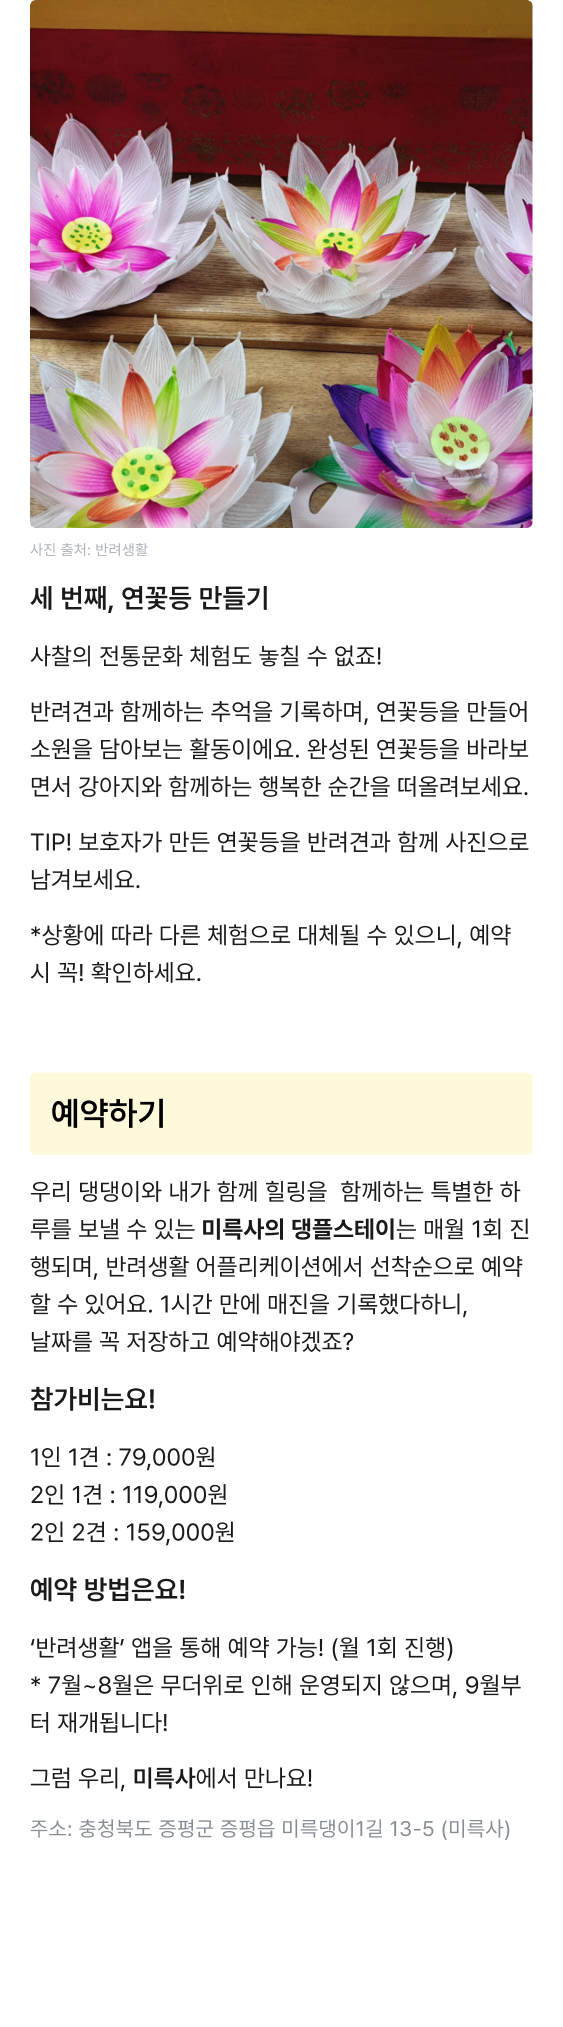 사진 출처: 반려생활
세 번째, 연꽃등 만들기
사찰의 전통문화 체험도 놓칠 수 없죠!
반려견과 함께하는 추억을 기록하며, 연꽃등을 만들어
소원을 담아보는 활동이에요. 완성된 연꽃등을 바라보
면서 강아지와 함께하는 행복한 순간을 떠올려보세요.
TIP! 보호자가 만든 연꽃등을 반려견과 함께 사진으로
남겨보세요.
*상황에 따라 다른 체험으로 대체될 수 있으니, 예약
시 꼭! 확인하세요.
예약하기
우리 댕댕이와 내가 함께 힐링을  함께하는 특별한 하
루를 보낼 수 있는 미륵사의 댕플스테이는 매월 1회 진
행되며, 반려생활 어플리케이션에서 선착순으로 예약
할 수 있어요. 1시간 만에 매진을 기록했다하니,
날짜를 꼭 저장하고 예약해야겠죠?
참가비는요!
1인 1견 : 79,000원
2인 1견 : 119,000원
2인 2견 : 159,000원
예약 방법은요!
‘반려생활’ 앱을 통해 예약 가능! (월 1회 진행)
* 7월~8월은 무더위로 인해 운영되지 않으며, 9월부
터 재개됩니다!
그럼 우리, 미륵사에서 만나요!
주소: 충청북도 증평군 증평읍 미륵댕이1길 13-5 (미륵사)